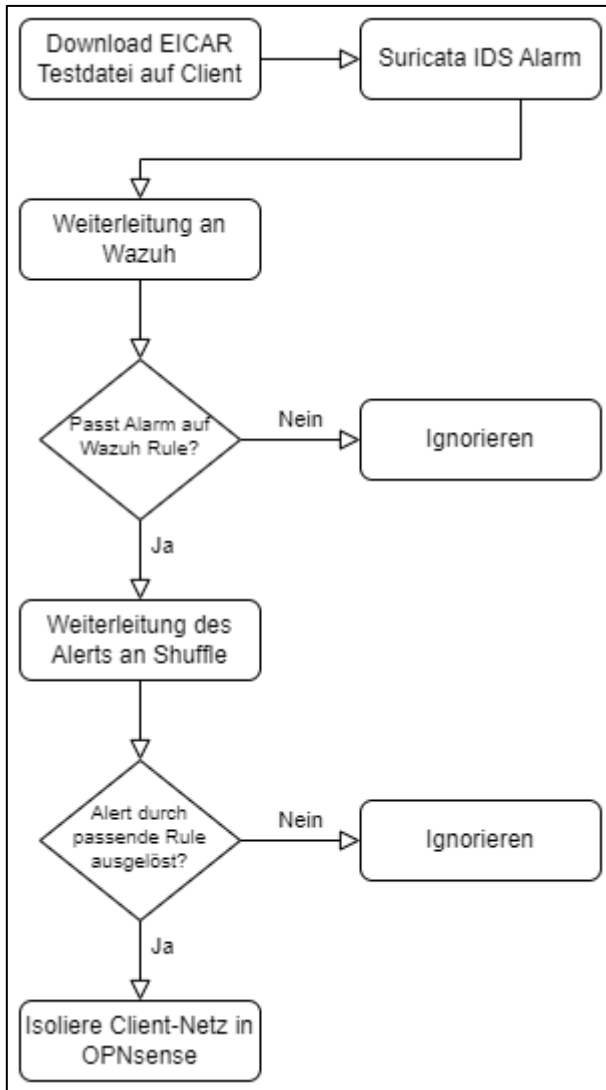 Download EICAR
Testdatei auf Client
Suricata IDS Alarm
Weiterleitung an
Wazuh
Passt Alarm auf
Wazuh Rule?
Nein
Ignorieren
Ja
Weiterleitung des
Alerts an Shuffle
Alert durch
passende Rule
ausgelöst?
Nein
Ignorieren
Ja
Isoliere Client-Netz in
OPNsense